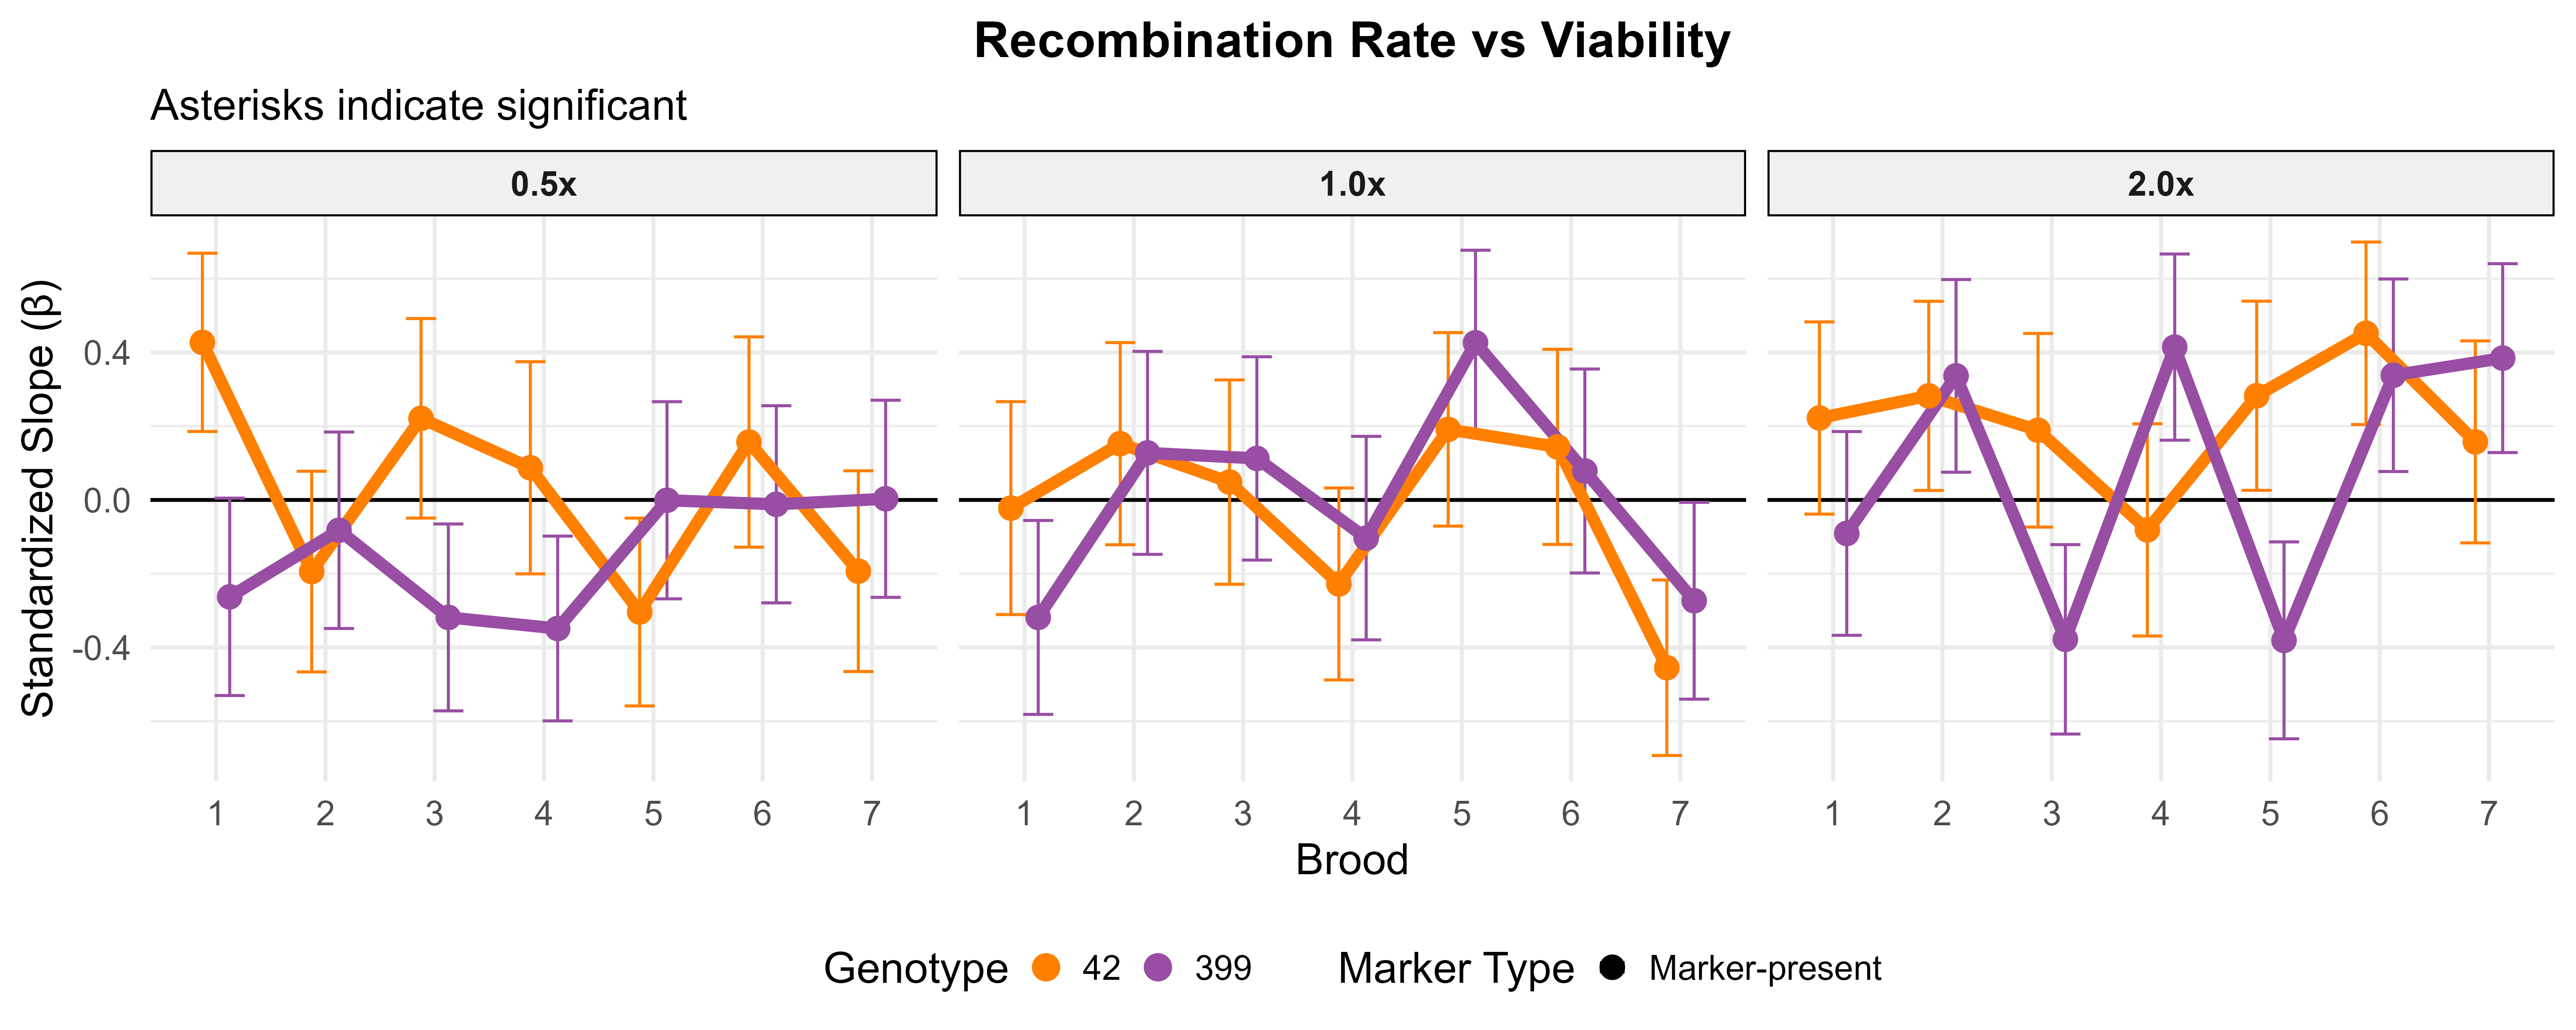 Recombination Rate vs Viability
Asterisks indicate significant
0.5x 1.0x 2.0x
Standardized Slope (β)
0.4
0.0
-0.4
1 2 3 4 5 6 7 1 2 3 4 5 6 7 1 2 3 4 5 6 7
Brood
Genotype 42 399 Marker Type Marker-present